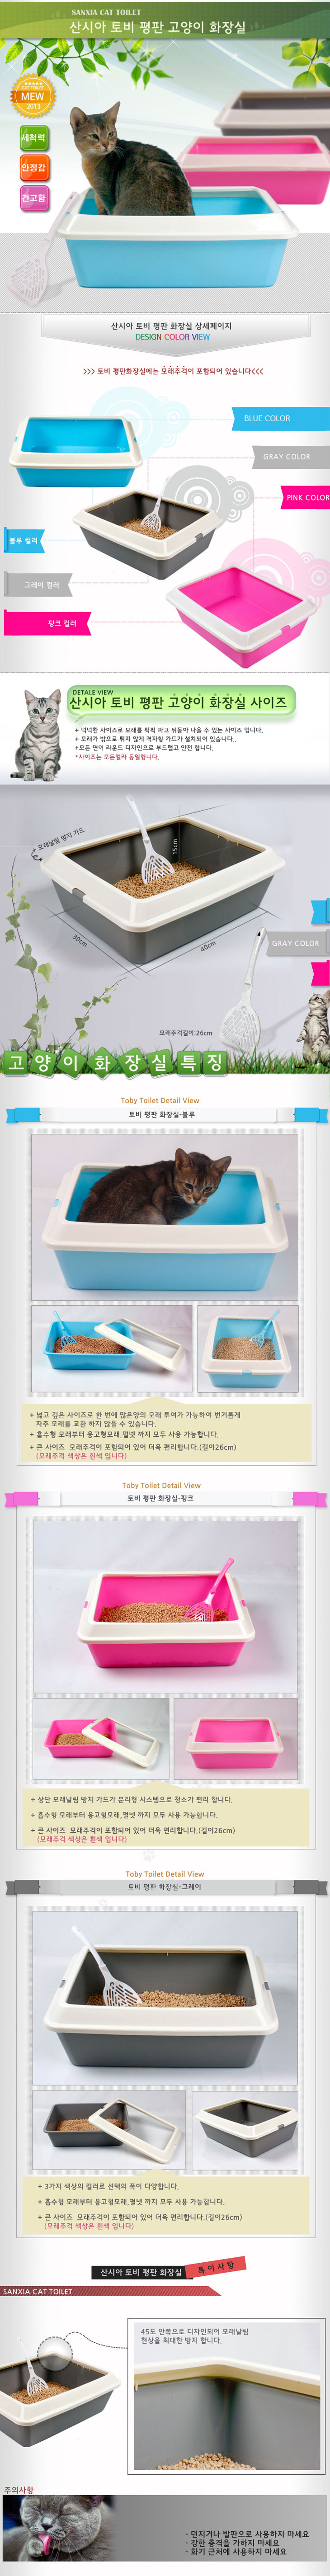 SANXIA CAT TOILET
산시아 토비 평판 고양이 화장실
CAT TOILET
MEW
2013
세척력
안정감
견고함
산시아 토비 평판 화장실 상세페이지
DESIGN COLOR VIEW
>>> 토비 평판화장실에는 모래주걱이 포함되어 있습니다<<<
BLUE COLOR
GRAY COLOR
PINK COLOR
블루 컬러
그레이 컬러
핑크 컬러
DETALE VIEW
산시아 토비 평판 고양이 화장실 사이즈
+ 넉넉한 사이즈로 모래를 팍팍 파고 뒤돌아 나올 수 있는 사이즈 입니다.
+ 모래가 밖으로 튀지 않게 격자형 가드가 설치되어 있습니다..
+모든 면이 라운드 디자인으로 부드럽고 안전 합니다.
*사이즈는 모든컬러 동일합니다.
모래날림 방지 가드
15cm
30cm
40cm
GRAY COLOR
모래주걱길이:26cm
고양이화장실특징
Toby Toilet Detail View
토비 평판 화장실-블루
+ 넓고 깊은 사이즈로 한 번에 많은양의 모래 투여가 가능하여 번거롭게
자주 모래를 교환 하지 않을 수 있습니다.
+ 흡수형 모래부터 응고형모래,펄넷 까지 모두 사용 가능합니다.
+ 큰 사이즈  모래주걱이 포함되어 있어 더욱 편리합니다.(길이26cm)
(모래주걱 색상은 흰색 입니다)
Toby Toilet Detail View
토비 평판 화장실-핑크
+ 상단 모래날림 방지 가드가 분리형 시스템으로 청소가 편리 합니다.
+ 흡수형 모래부터 응고형모래,펄넷 까지 모두 사용 가능합니다.
+ 큰 사이즈  모래주걱이 포함되어 있어 더욱 편리합니다.(길이26cm)
(모래주걱 색상은 흰색 입니다)
Toby Toilet Detail View
토비 평판 화장실-그레이
+ 3가지 색상의 컬러로 선택의 폭이 다양합니다.
+ 흡수형 모래부터 응고형모래,펄넷 까지 모두 사용 가능합니다.
+ 큰 사이즈  모래주걱이 포함되어 있어 더욱 편리합니다.(길이26cm)
(모래주걱 색상은 흰색 입니다)
산시아 토비 평판 화장실
특 이 사 항
SANXIA CAT TOILET
45도 안쪽으로 디자인되어 모래날림
현상을 최대한 방지 합니다.
주의사항
- 던지거나 발판으로 사용하지 마세요
- 강한 충격을 가하지 마세요
- 화기 근처에 사용하지 마세요